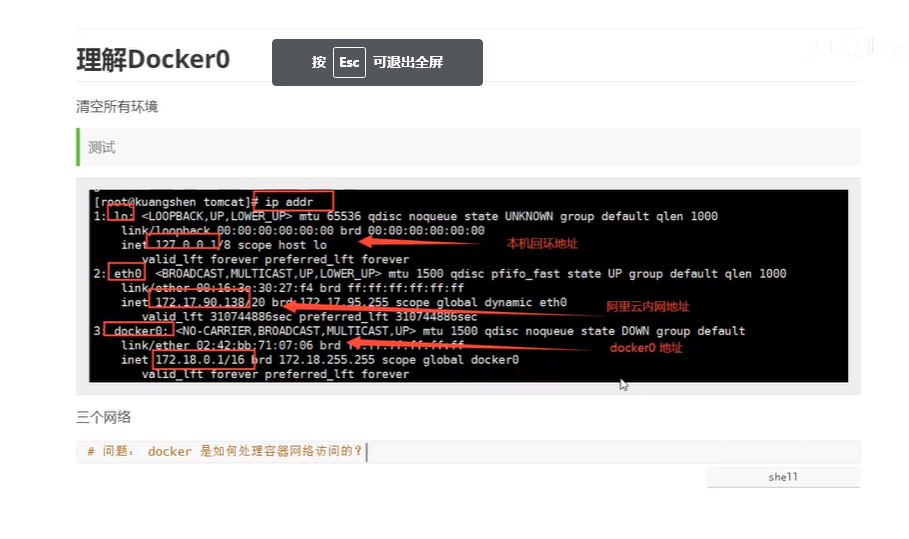 理解Docker0
按 Esc 可退出全屏
清空所有环境
测试
[root@kuangshen tomcat]# ip addr
1: lo: <LOOPBACK,UP,LOWER_UP> mtu 65536 qdisc noqueue state UNKNOWN group default qlen 1000
link/loopback 00:00:00:00:00:00 brd 00:00:00:00:00:00
inet 127.0.0.1/8 scope host lo
本机回环地址
valid_lft forever preferred_lft forever
2: eth0: <BROADCAST,MULTICAST,UP,LOWER_UP> mtu 1500 qdisc pfifo_fast state UP group default qlen 1000
link/ether 00:16:3e:30:27:f4 brd ff:ff:ff:ff:ff:ff
inet 172.17.90.138/20 brd 172.17.95.255 scope global dynamic eth0
阿里云内网地址
valid_lft 310744886sec preferred_lft 310744886sec
3: docker0: <NO-CARRIER,BROADCAST,MULTICAST,UP> mtu 1500 qdisc noqueue state DOWN group default
link/ether 02:42:bb:71:07:06 brd ff:ff:ff:ff:ff:ff
docker0 地址
inet 172.18.0.1/16 brd 172.18.255.255 scope global docker0
valid_lft forever preferred_lft forever
三个网络
# 问题： docker 是如何处理容器网络访问的？
shell